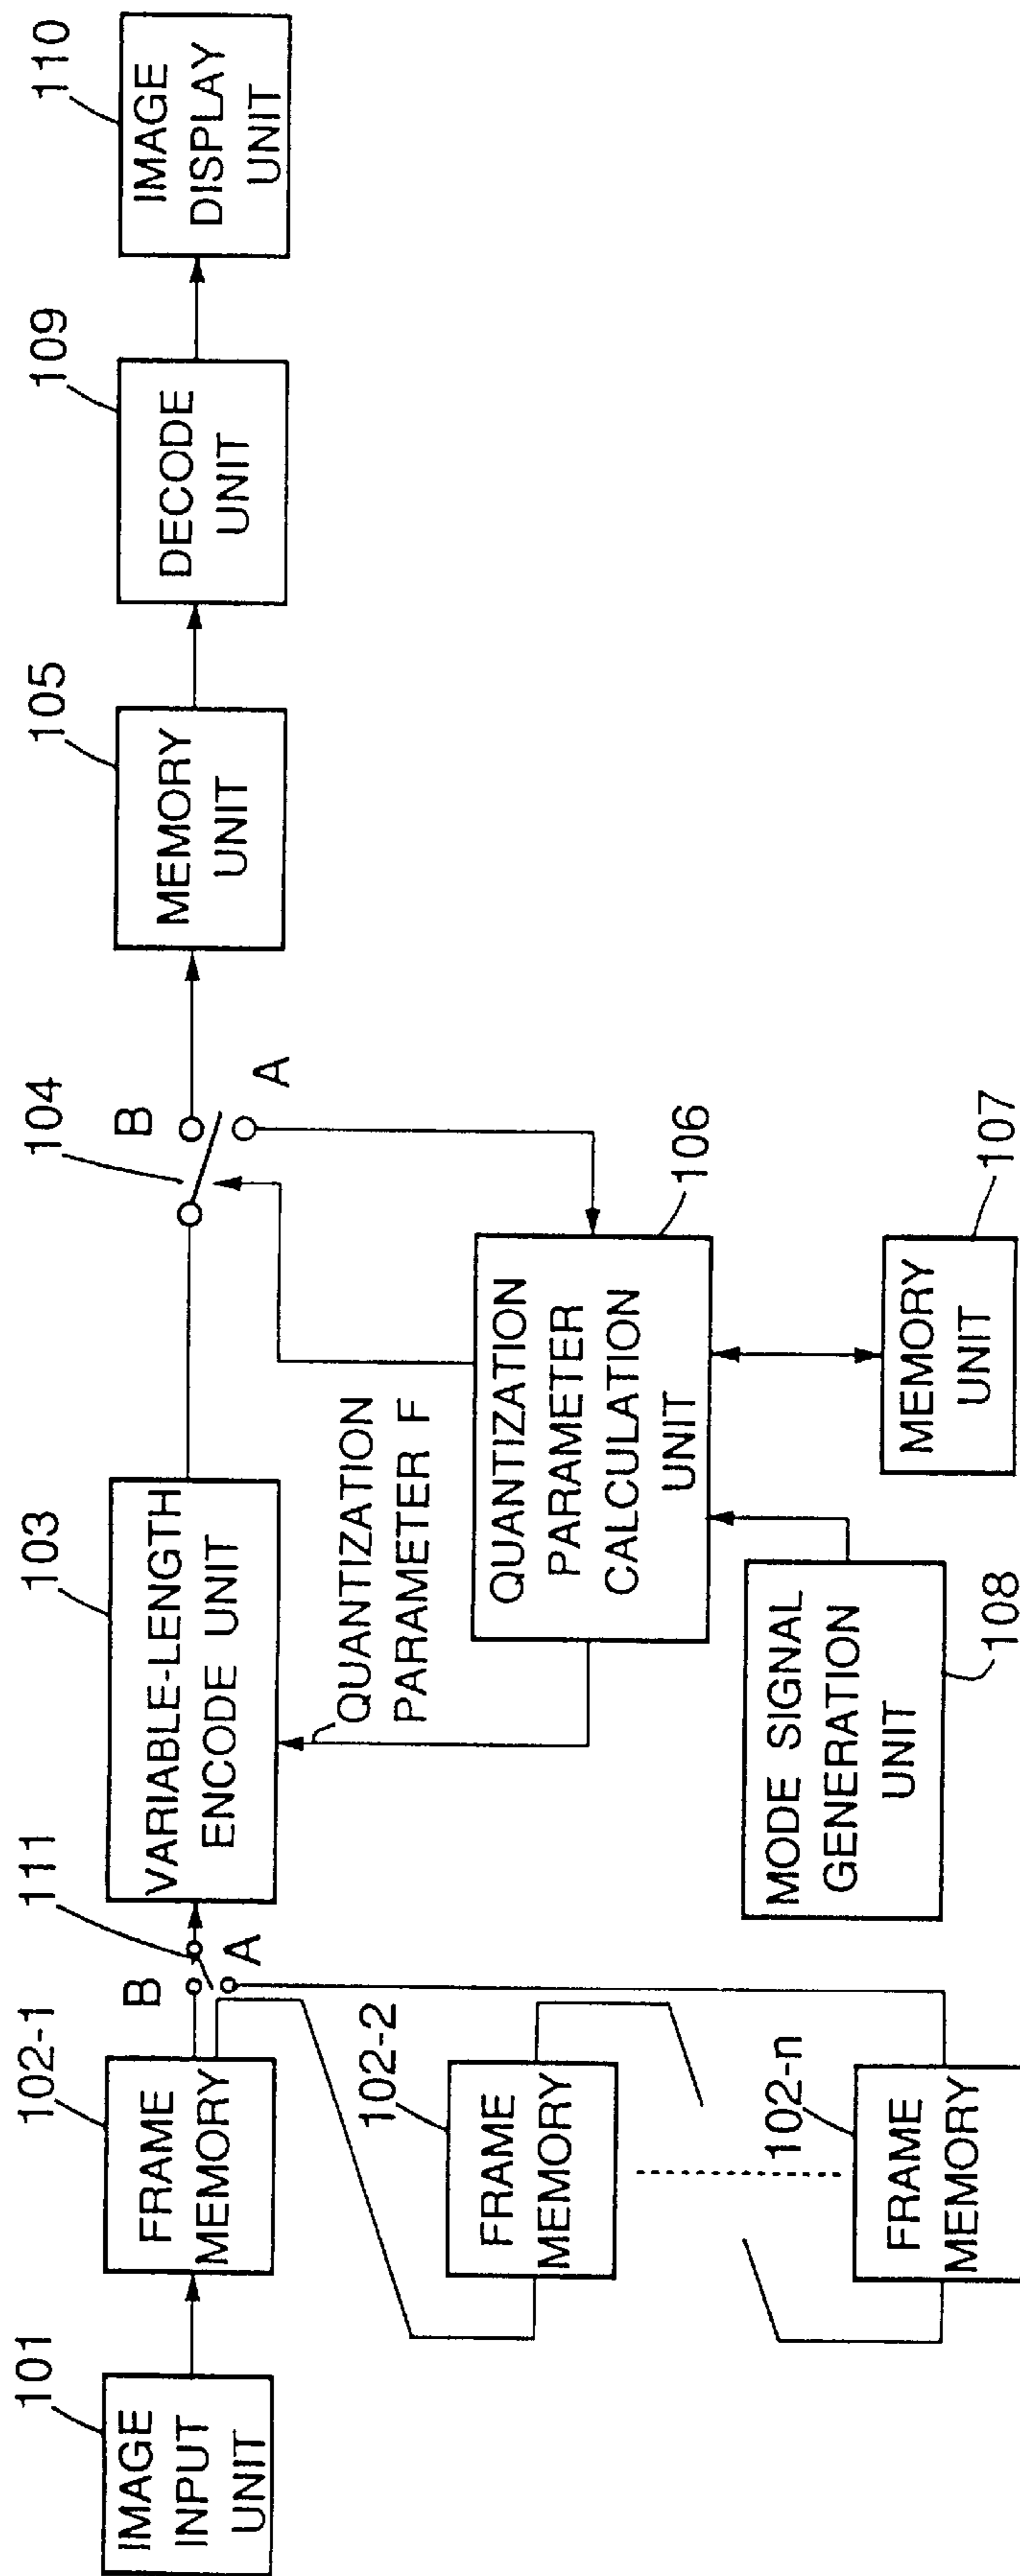 101
IMAGE
INPUT
UNIT
102-1
FRAME
MEMORY
B
A
111
103
VARIABLE-LENGTH
ENCODE UNIT
104
B
A
105
MEMORY
UNIT
109
DECODE
UNIT
110
IMAGE
DISPLAY
UNIT
QUANTIZATION
PARAMETER F
102-2
FRAME
MEMORY
QUANTIZATION
PARAMETER
CALCULATION
UNIT
106
102-n
FRAME
MEMORY
MODE SIGNAL
GENERATION
UNIT
108
MEMORY
UNIT
107